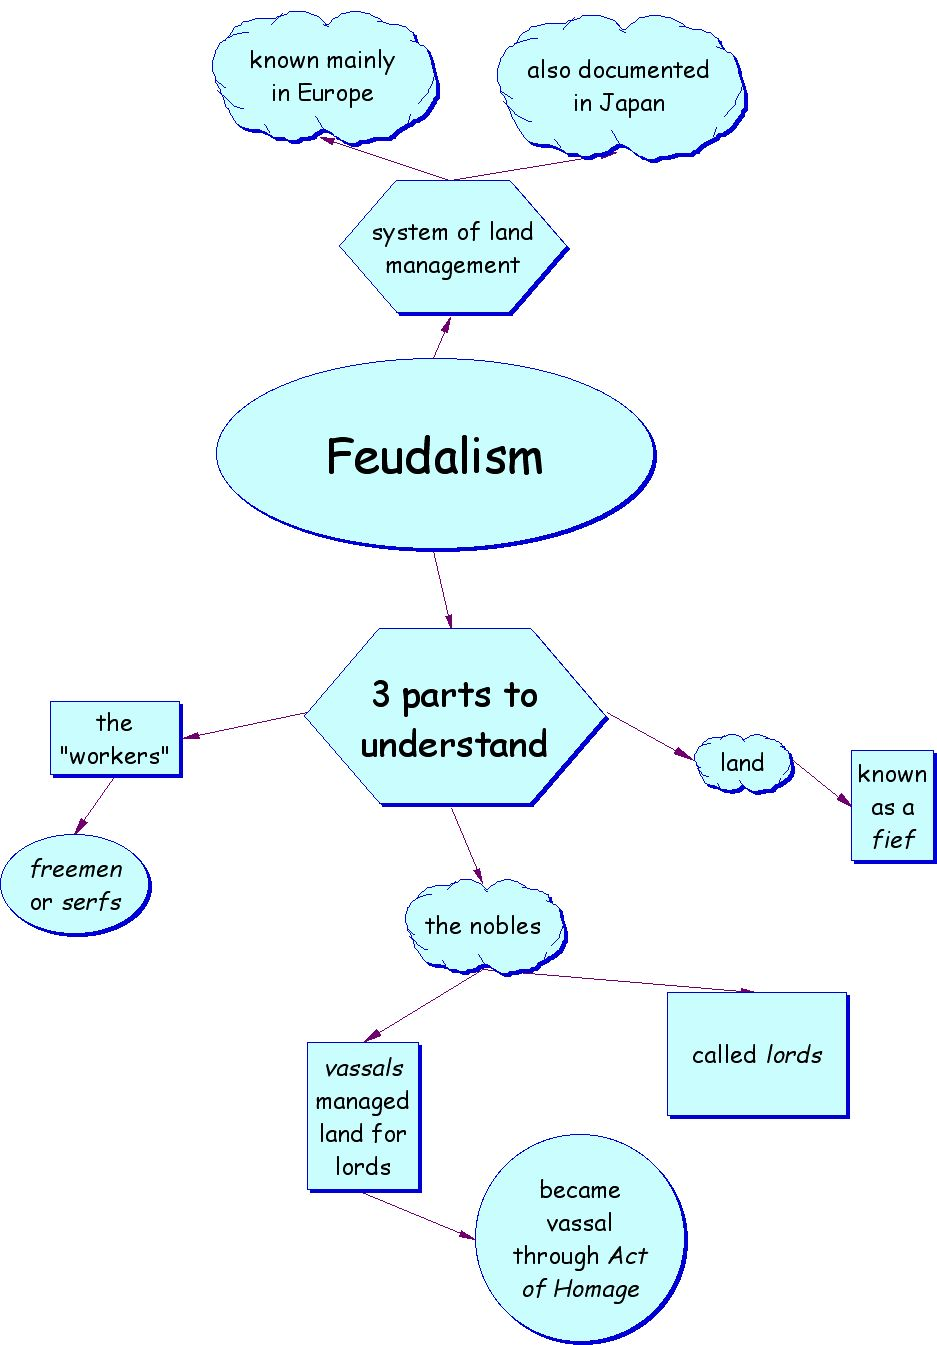 known mainly
in Europe
also documented
in Japan
system of land
management
Feudalism
3 parts to
understand
the
"workers"
freemen
or serfs
land
known
as a
fief
the nobles
called lords
vassals
managed
land for
lords
became
vassal
through Act
of Homage